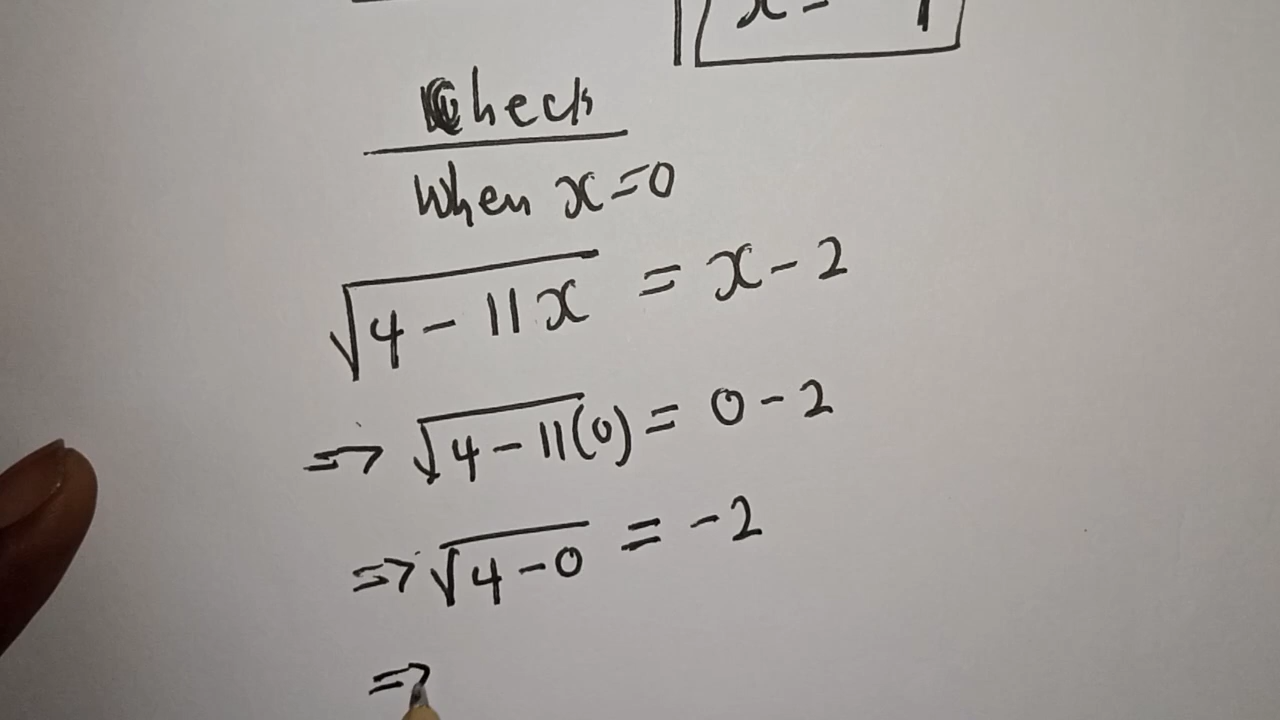 x =
Check
When x=0
√4 - 11x = x - 2
⇒ √4 - 11(0) = 0 - 2
⇒ √4 - 0 = -2
⇒